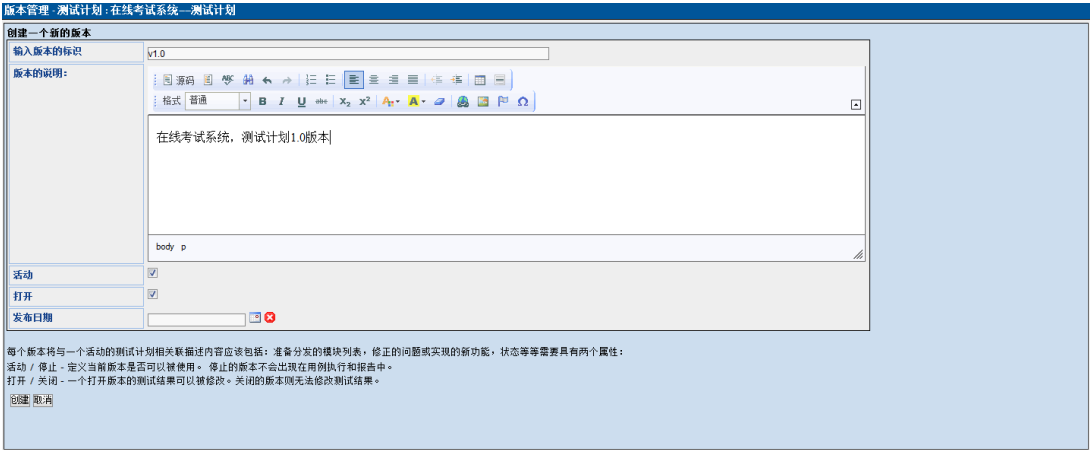 版本管理 - 测试计划 : 在线考试系统—测试计划
创建一个新的版本
输入版本的标识
v1.0
版本的说明:
源码
ABC
格式 普通
B I U abc X₂ X² A A Ω
在线考试系统，测试计划1.0版本
body p
活动
打开
发布日期
每个版本将与一个活动的测试计划相关联描述内容应该包括：准备分发的模块列表，修正的问题或实现的新功能，状态等等需要具有两个属性：
活动 / 停止 - 定义当前版本是否可以被使用。 停止的版本不会出现在用例执行和报告中。
打开 / 关闭 - 一个打开版本的测试结果可以被修改。关闭的版本则无法修改测试结果。
创建 取消